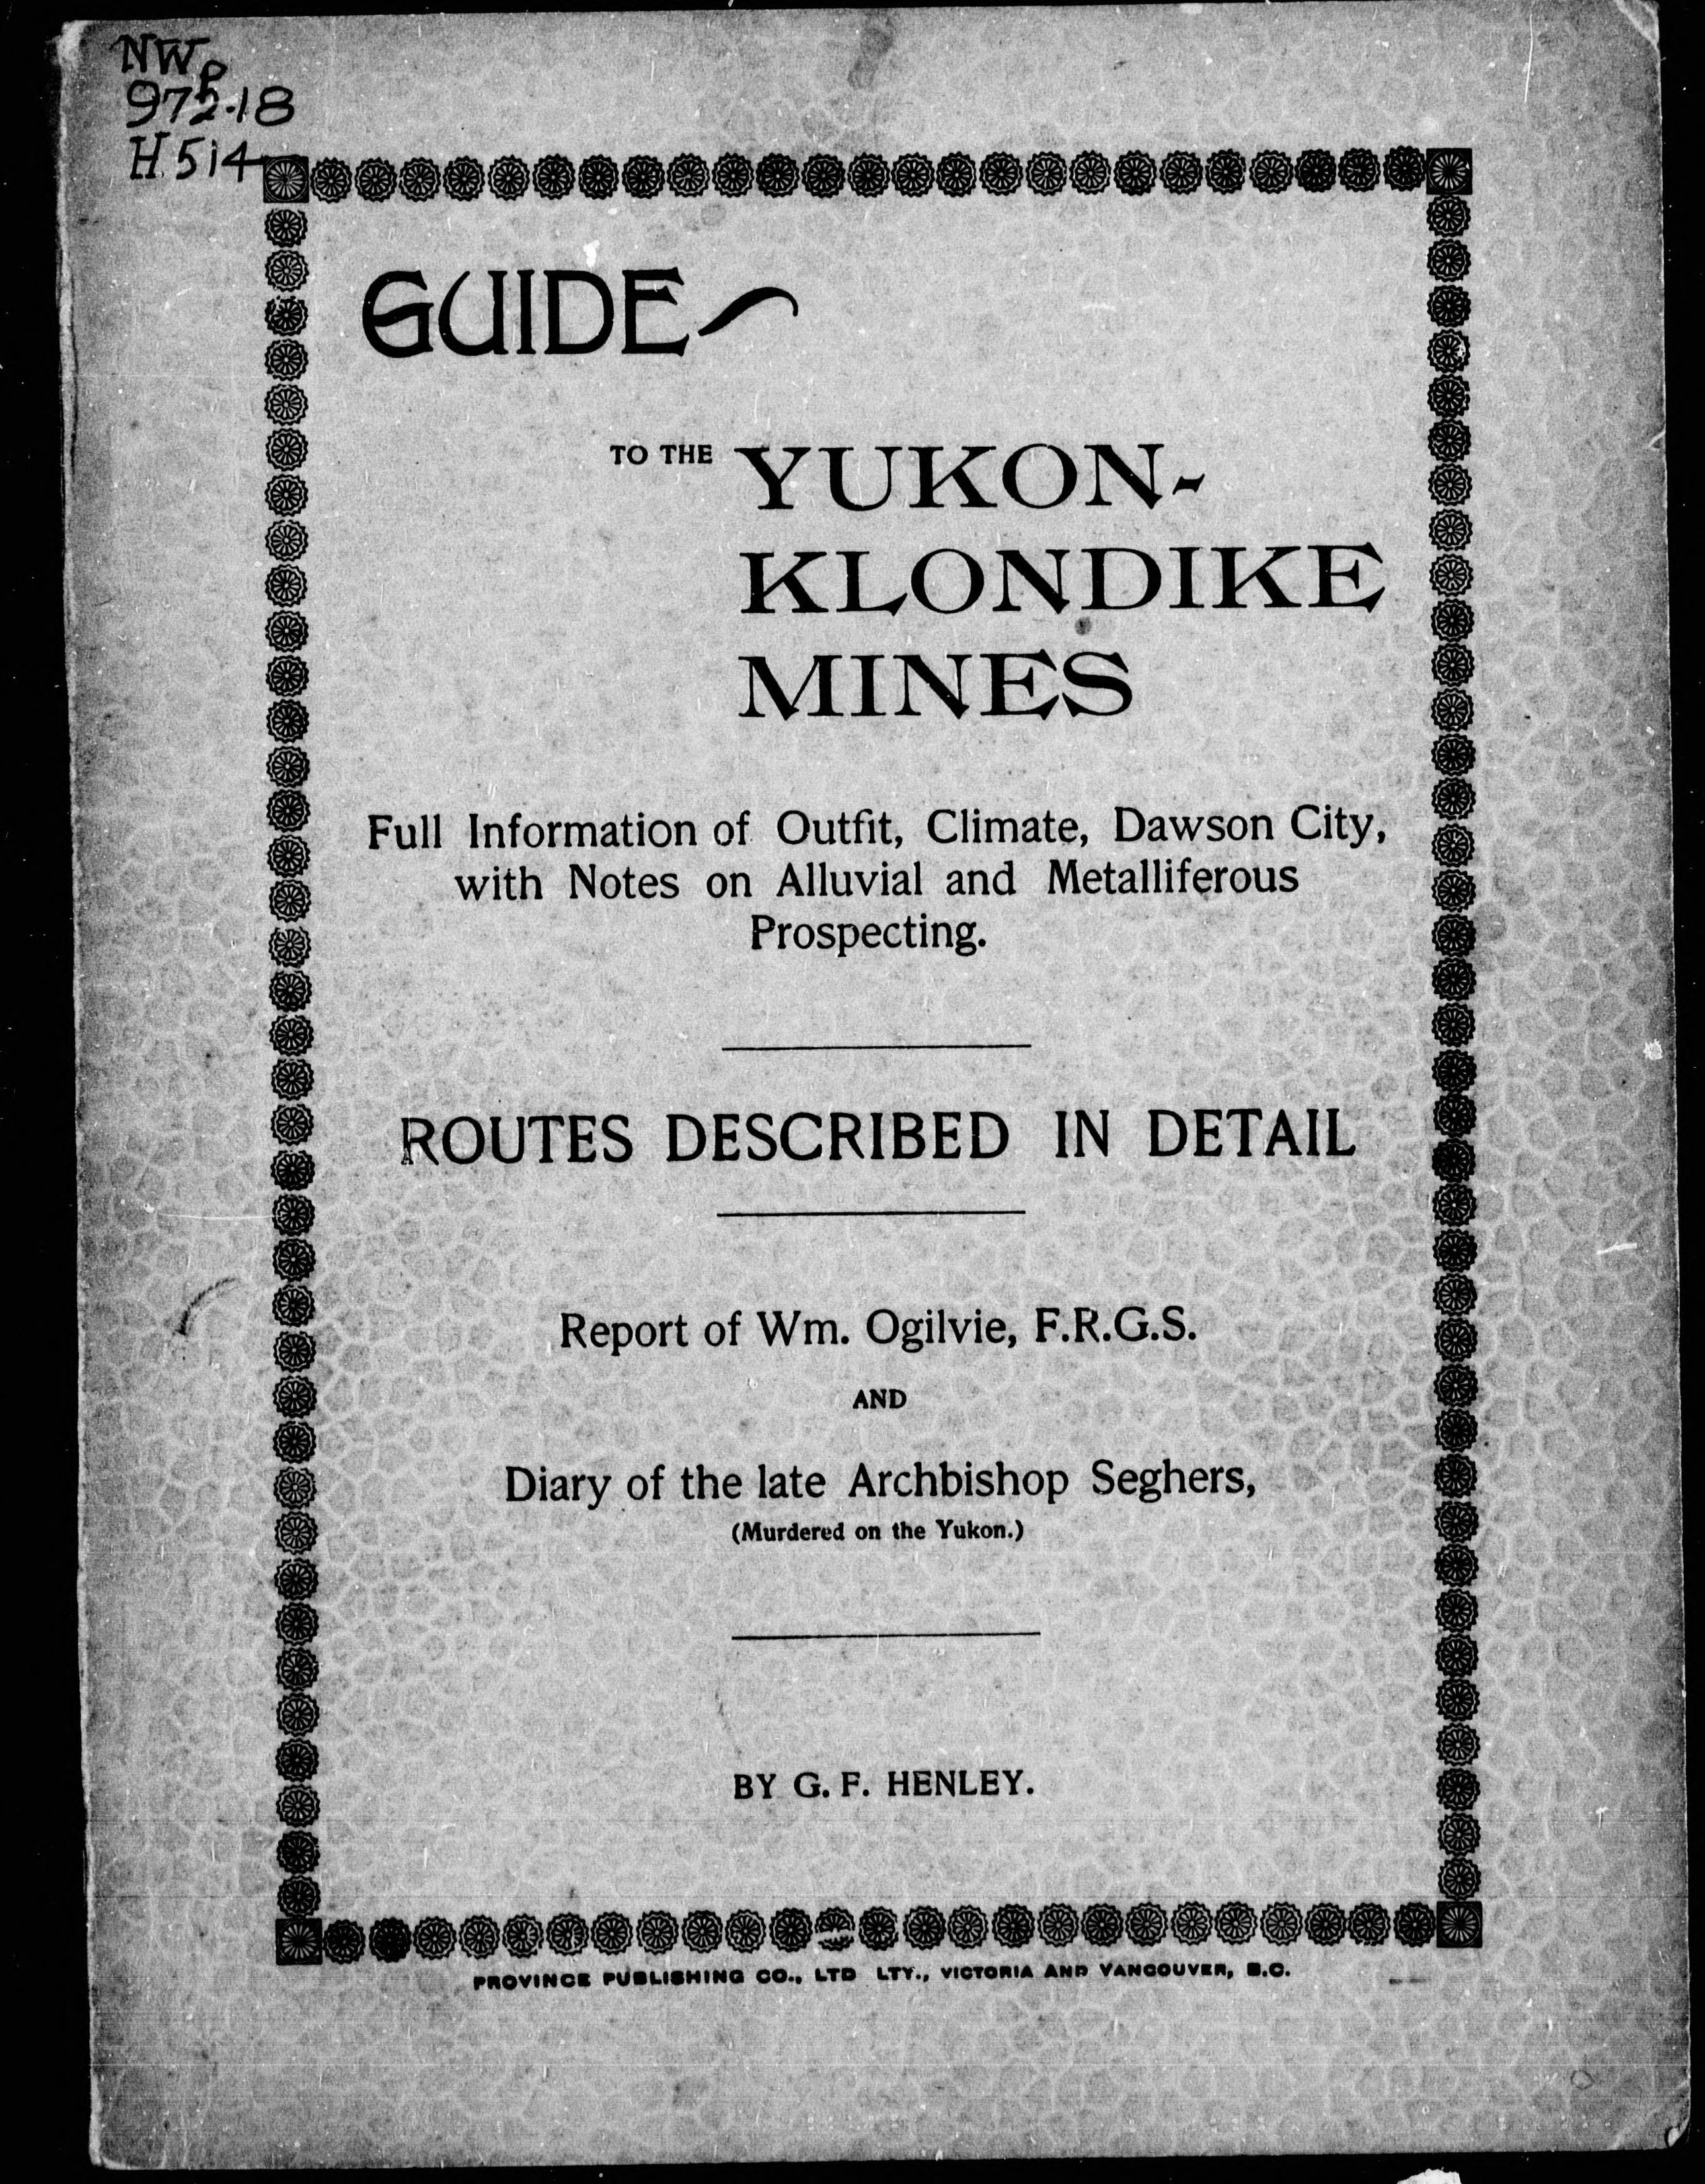 NWp
972.18
H514
GUIDE
TO THE YUKON-
KLONDIKE
MINES
Full Information of Outfit, Climate, Dawson City,
with Notes on Alluvial and Metalliferous
Prospecting.
ROUTES DESCRIBED IN DETAIL
Report of Wm. Ogilvie, F.R.G.S.
AND
Diary of the late Archbishop Seghers,
(Murdered on the Yukon.)
BY G. F. HENLEY.
PROVINCE PUBLISHING CO., LTD LTY., VICTORIA AND VANCOUVER, B.C.